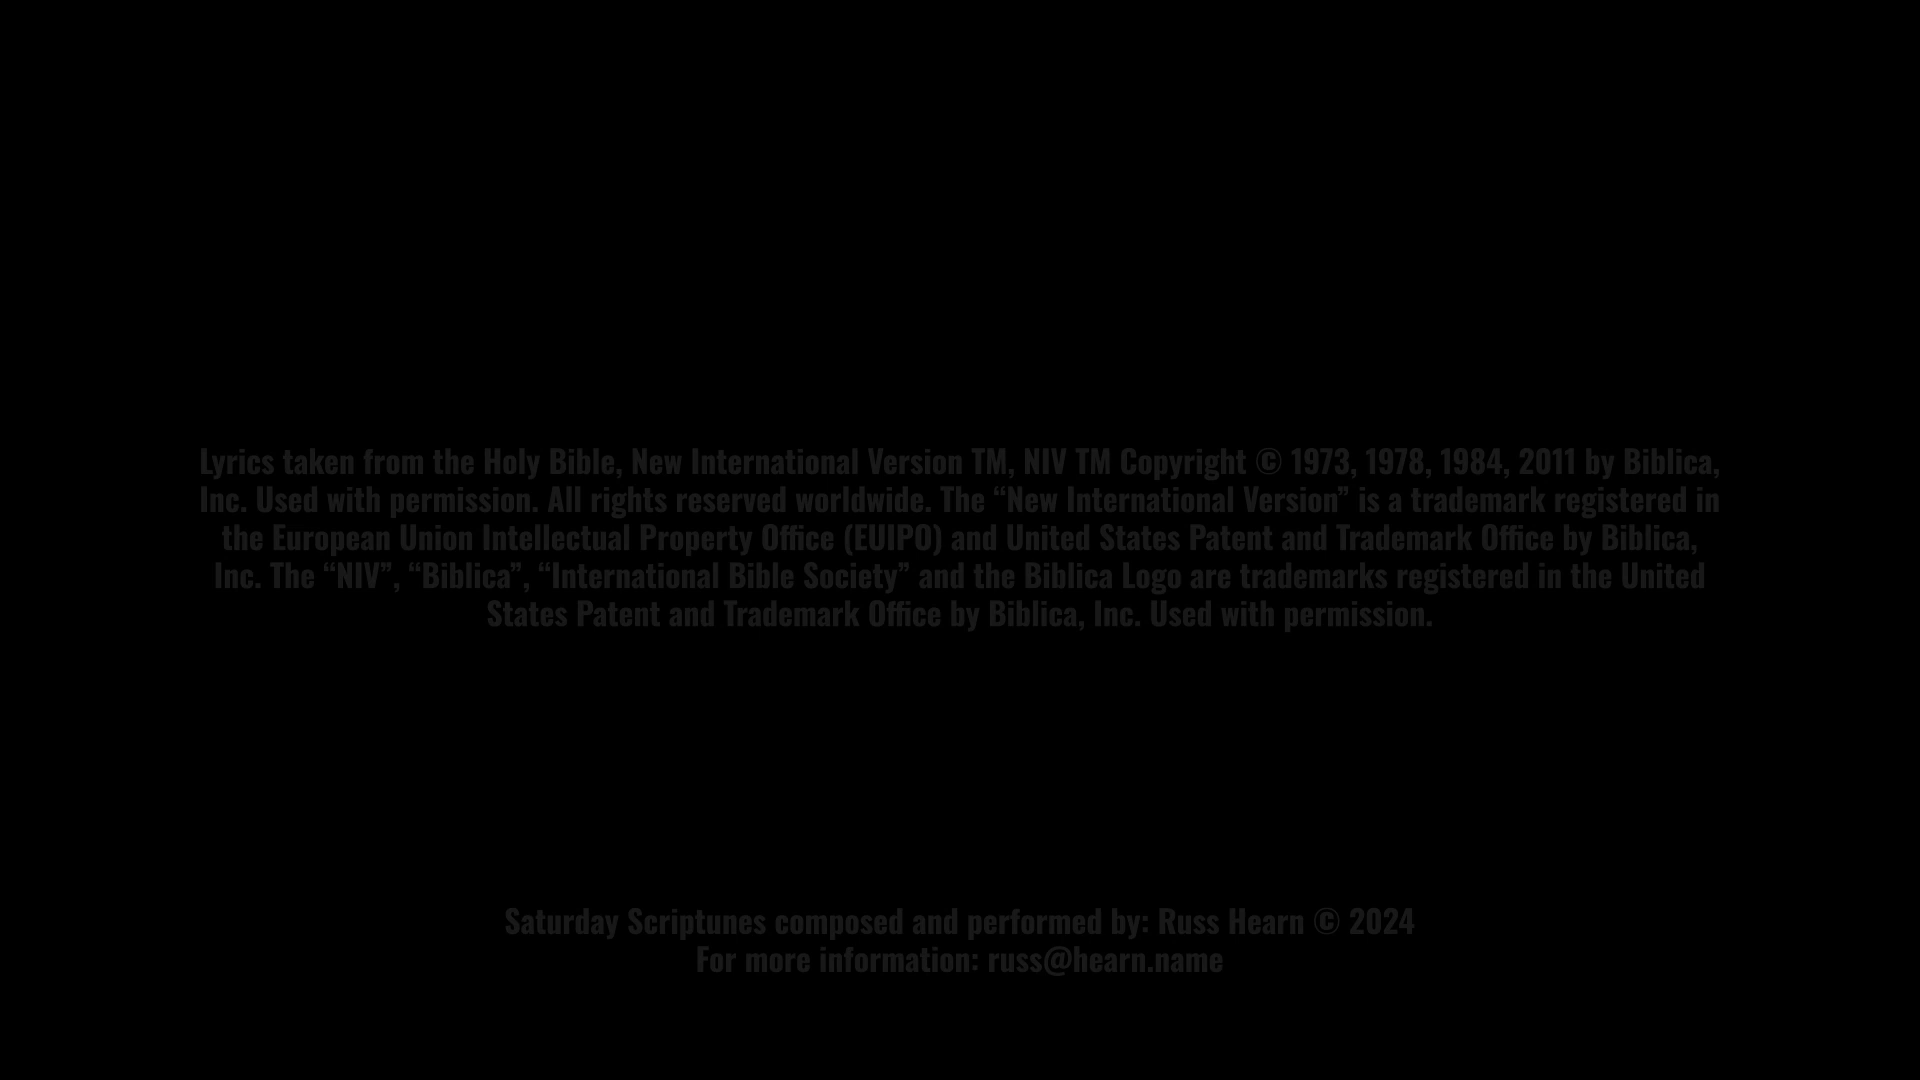 Lyrics taken from the Holy Bible, New International Version TM, NIV TM Copyright © 1973, 1978, 1984, 2011 by Biblica,
Inc. Used with permission. All rights reserved worldwide. The “New International Version” is a trademark registered in
the European Union Intellectual Property Office (EUIPO) and United States Patent and Trademark Office by Biblica,
Inc. The “NIV”, “Biblica”, “International Bible Society” and the Biblica Logo are trademarks registered in the United
States Patent and Trademark Office by Biblica, Inc. Used with permission.
Saturday Scriptunes composed and performed by: Russ Hearn © 2024
For more information: russ@hearn.name